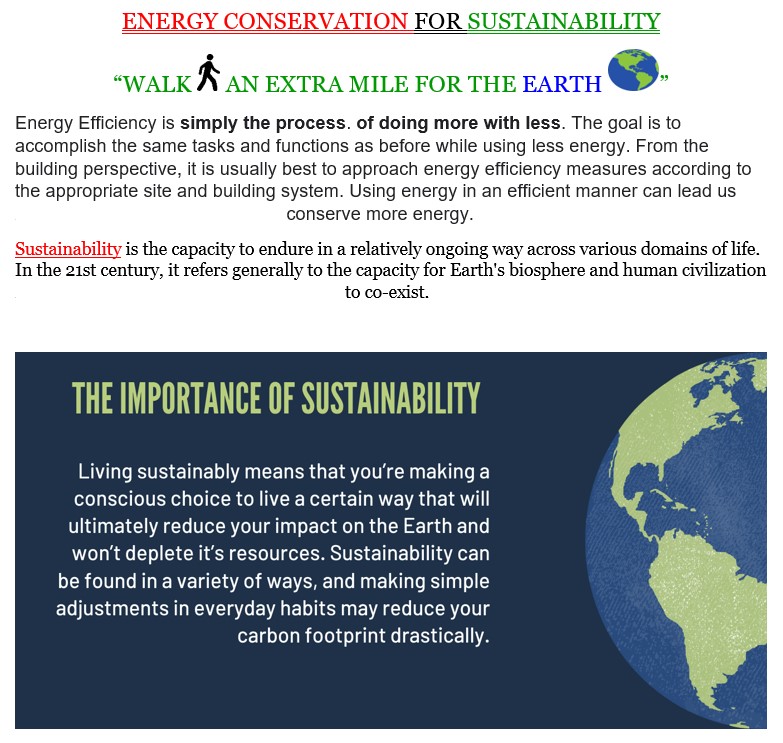 ENERGY CONSERVATION FOR SUSTAINABILITY
“WALK AN EXTRA MILE FOR THE EARTH ”
Energy Efficiency is simply the process. of doing more with less. The goal is to
accomplish the same tasks and functions as before while using less energy. From the
building perspective, it is usually best to approach energy efficiency measures according to
the appropriate site and building system. Using energy in an efficient manner can lead us
conserve more energy.
Sustainability is the capacity to endure in a relatively ongoing way across various domains of life.
In the 21st century, it refers generally to the capacity for Earth's biosphere and human civilization
to co-exist.
THE IMPORTANCE OF SUSTAINABILITY
Living sustainably means that you’re making a
conscious choice to live a certain way that will
ultimately reduce your impact on the Earth and
won’t deplete it’s resources. Sustainability can
be found in a variety of ways, and making simple
adjustments in everyday habits may reduce your
carbon footprint drastically.